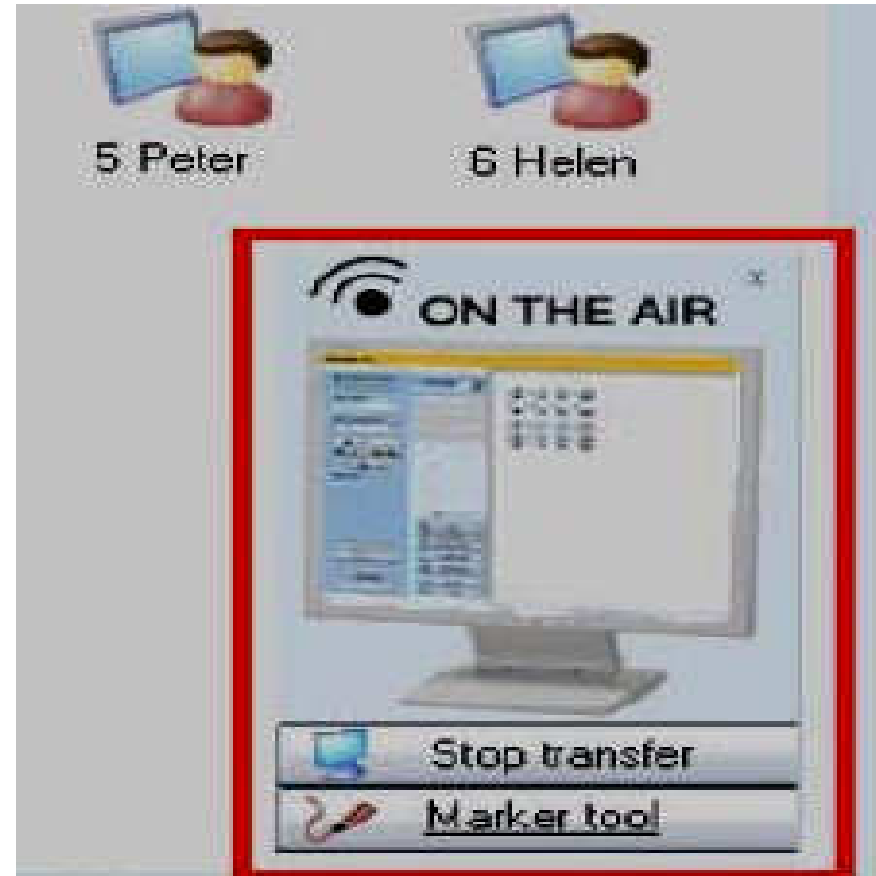 5 Peter
6 Helen
x
ON THE AIR
Stop transfer
Marker tool